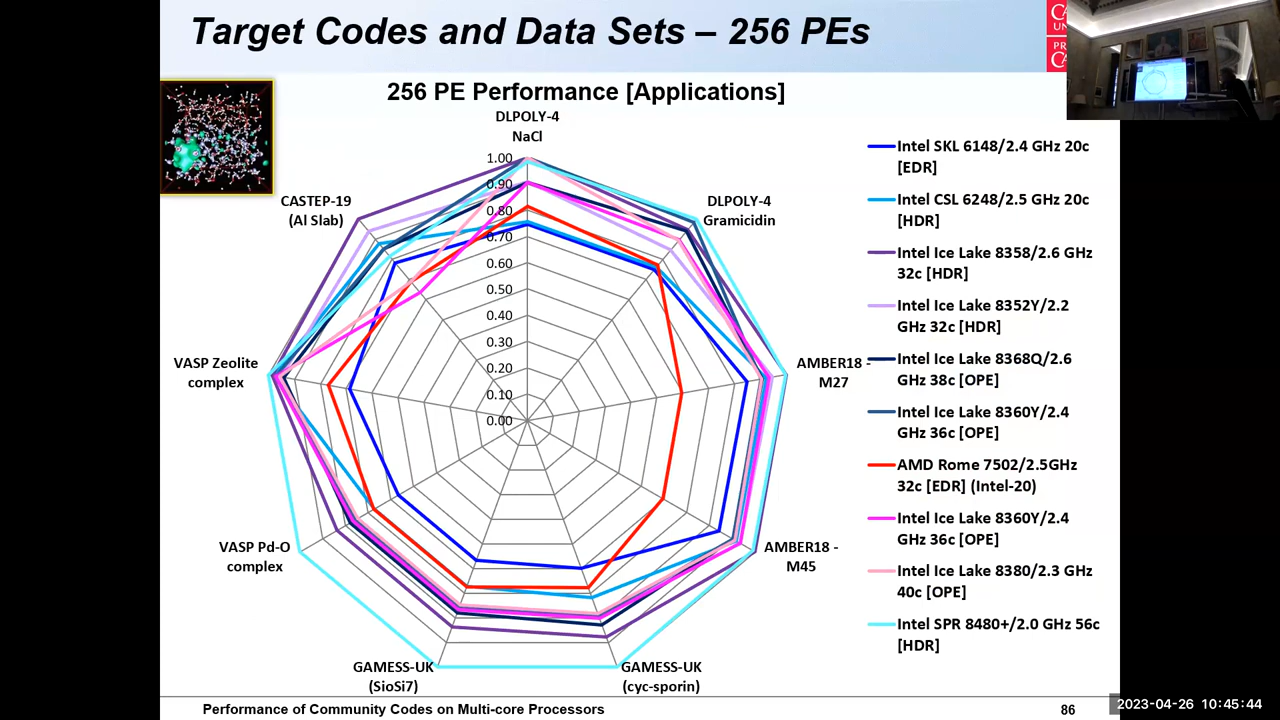 Target Codes and Data Sets – 256 PEs
256 PE Performance [Applications]
DLPOLY-4
NaCl
DLPOLY-4
Gramicidin
AMBER18 -
M27
AMBER18 -
M45
GAMESS-UK
(cyc-sporin)
GAMESS-UK
(SioSi7)
VASP Pd-O
complex
VASP Zeolite
complex
CASTEP-19
(Al Slab)
1.00
0.90
0.80
0.70
0.60
0.50
0.40
0.30
0.20
0.10
0.00
Intel SKL 6148/2.4 GHz 20c
[EDR]
Intel CSL 6248/2.5 GHz 20c
[HDR]
Intel Ice Lake 8358/2.6 GHz
32c [HDR]
Intel Ice Lake 8352Y/2.2
GHz 32c [HDR]
Intel Ice Lake 8368Q/2.6
GHz 38c [OPE]
Intel Ice Lake 8360Y/2.4
GHz 36c [OPE]
AMD Rome 7502/2.5GHz
32c [EDR] (Intel-20)
Intel Ice Lake 8360Y/2.4
GHz 36c [OPE]
Intel Ice Lake 8380/2.3 GHz
40c [OPE]
Intel SPR 8480+/2.0 GHz 56c
[HDR]
Performance of Community Codes on Multi-core Processors
86
2023-04-26 10:45:44